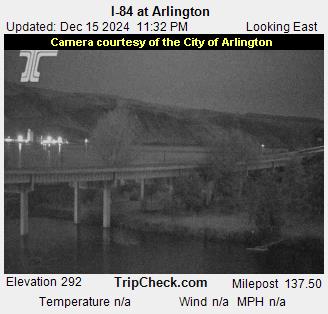 I-84 at Arlington
Updated: Dec 15 2024 11:32 PM Looking East
Camera courtesy of the City of Arlington
Elevation 292 TripCheck.com Milepost 137.50
Temperature n/a Wind n/a MPH n/a